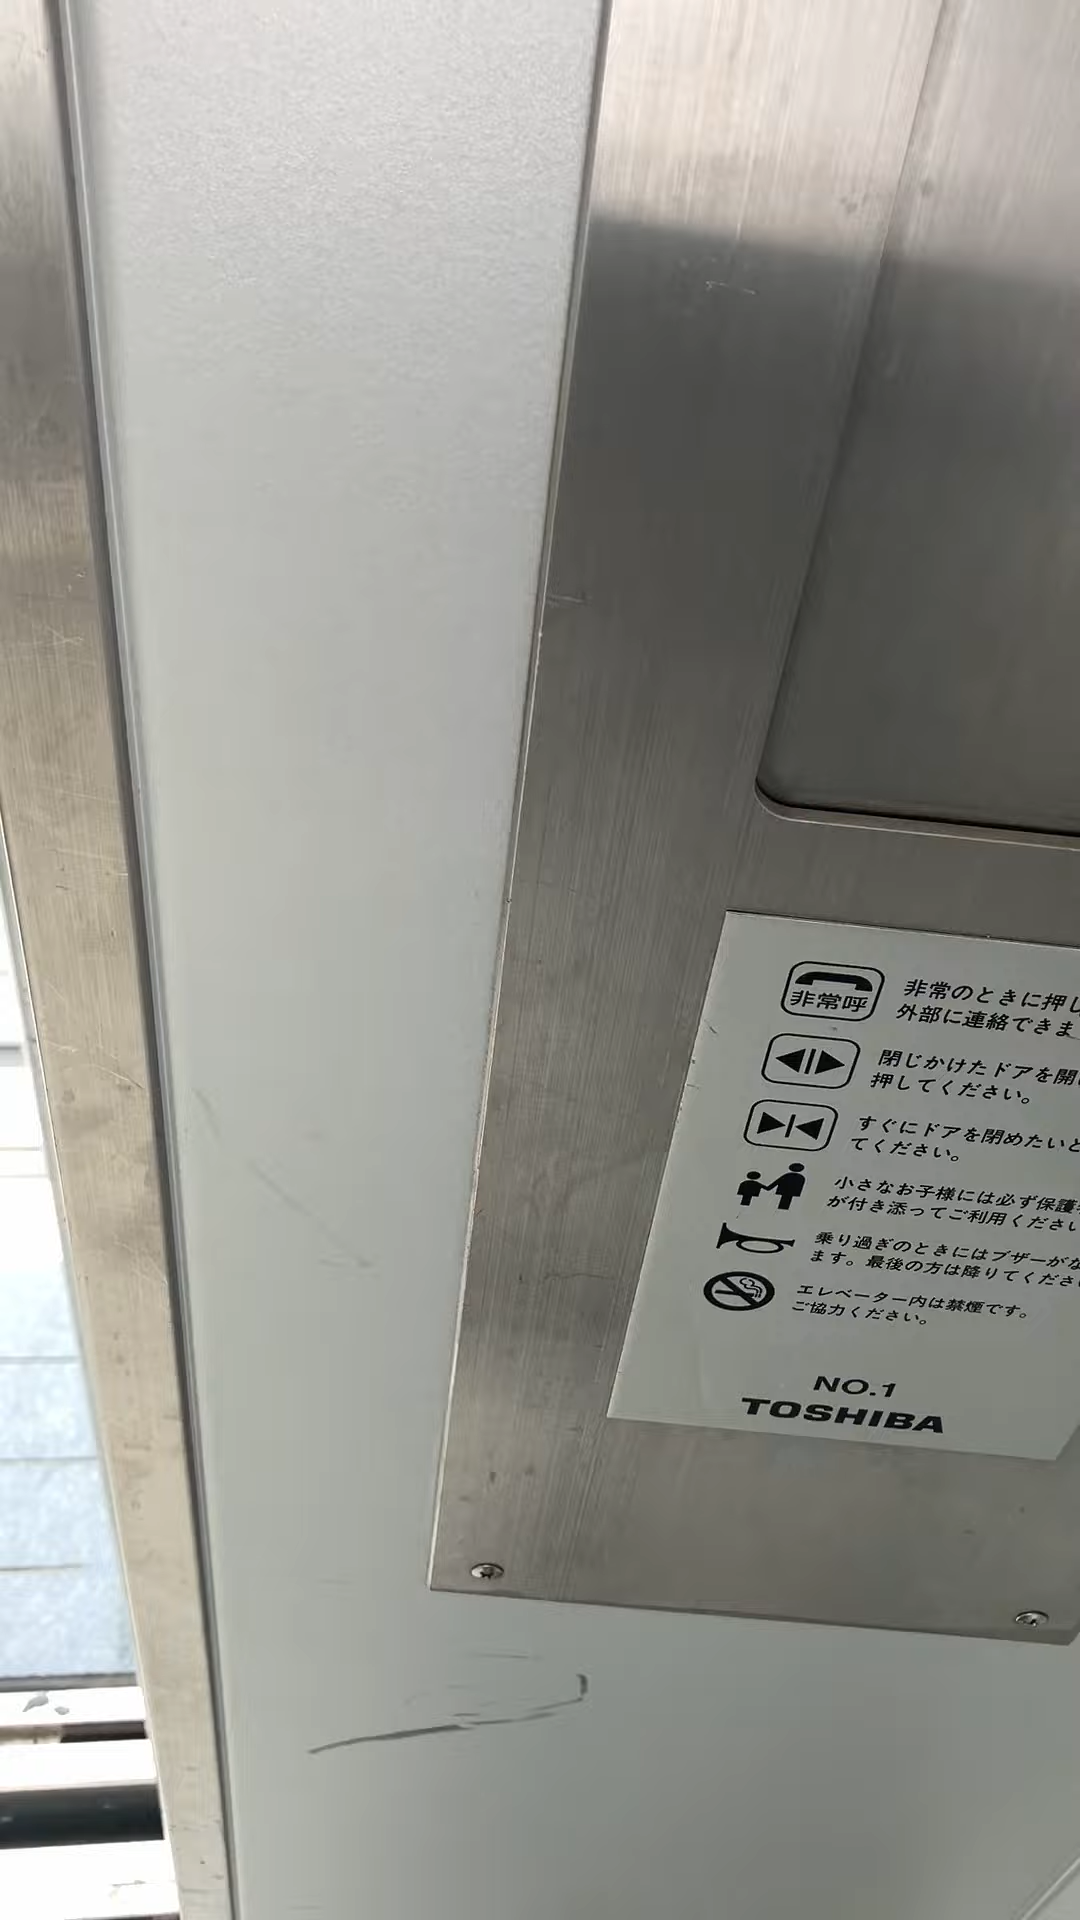 非常呼
非常のときに押し
外部に連絡できま
閉じかけたドアを開
押してください。
すぐにドアを閉めたいと
てください。
小さなお子様には必ず保護
が付き添ってご利用ください
乗り過ぎのときにはブザーがな
ます。最後の方は降りてくださ
エレベーター内は禁煙です。
ご協力ください。
NO.1
TOSHIBA